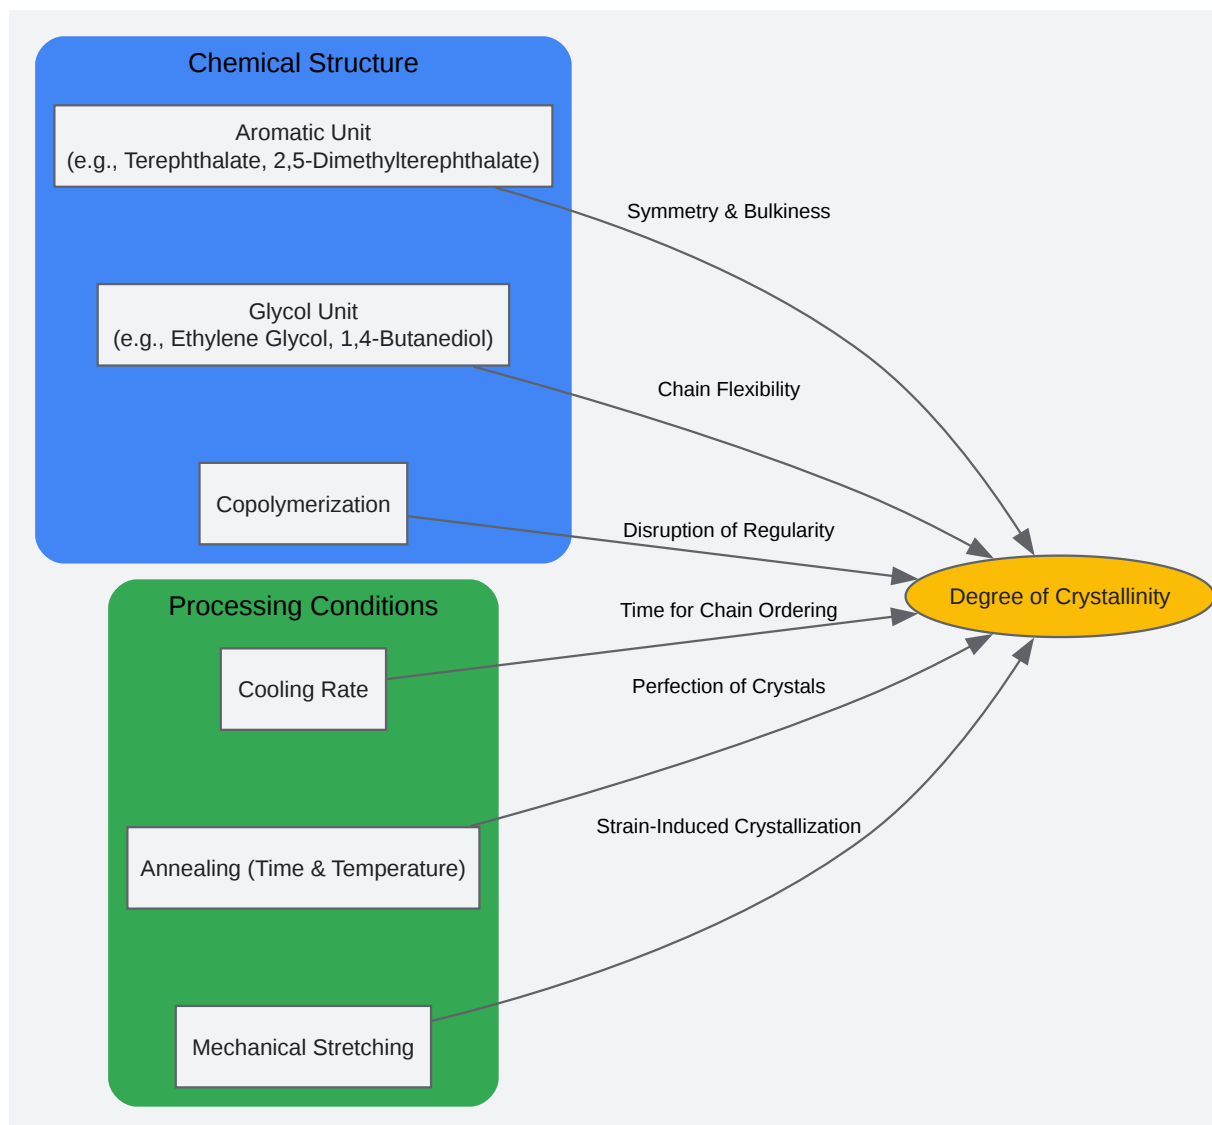 Chemical Structure
Aromatic Unit
(e.g., Terephthalate, 2,5-Dimethylterephthalate)
Symmetry & Bulkiness
Glycol Unit
(e.g., Ethylene Glycol, 1,4-Butanediol)
Chain Flexibility
Copolymerization
Disruption of Regularity
Degree of Crystallinity
Processing Conditions
Time for Chain Ordering
Cooling Rate
Perfection of Crystals
Annealing (Time & Temperature)
Strain-Induced Crystallization
Mechanical Stretching